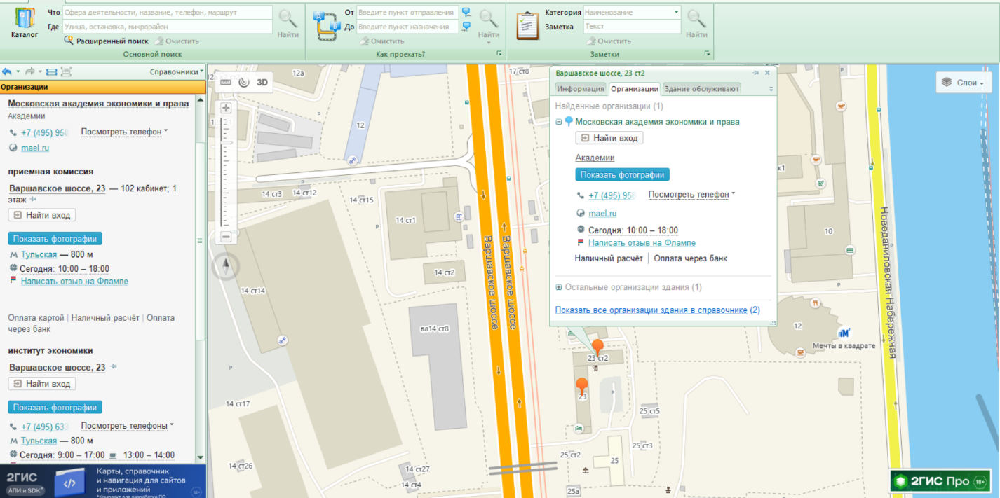 Что
Сфера деятельности, название, телефон, маршрут
Где
Улица, остановка, микрорайон
Каталог
Найти
Расширенный поиск
Очистить
Основной поиск
От
Введите пункт отправления
До
Введите пункт назначения
Найти
Очистить
Как проехать?
Категория
Наименование
Заметка
Текст
Найти
Очистить
Заметки
Справочники
Организации
Московская академия экономики и права
Академии
+7 (495) 958
Посмотреть телефон
mael.ru
приемная комиссия
Варшавское шоссе, 23 — 102 кабинет; 1
этаж
Найти вход
Показать фотографии
Тульская — 800 м
Сегодня: 10:00 – 18:00
Написать отзыв на Флампе
Оплата картой | Наличный расчёт | Оплата
через банк
институт экономики
Варшавское шоссе, 23
Найти вход
Показать фотографии
+7 (495) 633
Посмотреть телефоны
Тульская — 800 м
Сегодня: 9:00 – 17:00 13:00 – 14:00
2ГИС
АПИ и SDK*
Карты, справочник
и навигация для сайтов
и приложений
*Комплект для разработки ПО
18+
3D
12а
12
17 ст8
14 ст3
14 ст12
14 ст15
14 ст1
14 ст2
14 ст14
вл14 ст8
14 ст17
14 ст26
14 ст27
14 ст4
Варшавское шоссе
Варшавское шоссе
Варшавское шоссе, 23 ст2
Информация
Организации
Здание обслуживают
Найденные организации (1)
Московская академия экономики и права
Найти вход
Академии
Показать фотографии
+7 (495) 958
Посмотреть телефон
mael.ru
Сегодня: 10:00 – 18:00
Написать отзыв на Флампе
Наличный расчёт | Оплата через банк
Остальные организации здания (1)
Показать все организации здания в справочнике (2)
23 ст2
23
25 ст5
25 ст3
25 ст2
25
25а
к1
10
12
Мечты в квадрате
Новоданиловская Набережная
Слои
2ГИС Про 18+